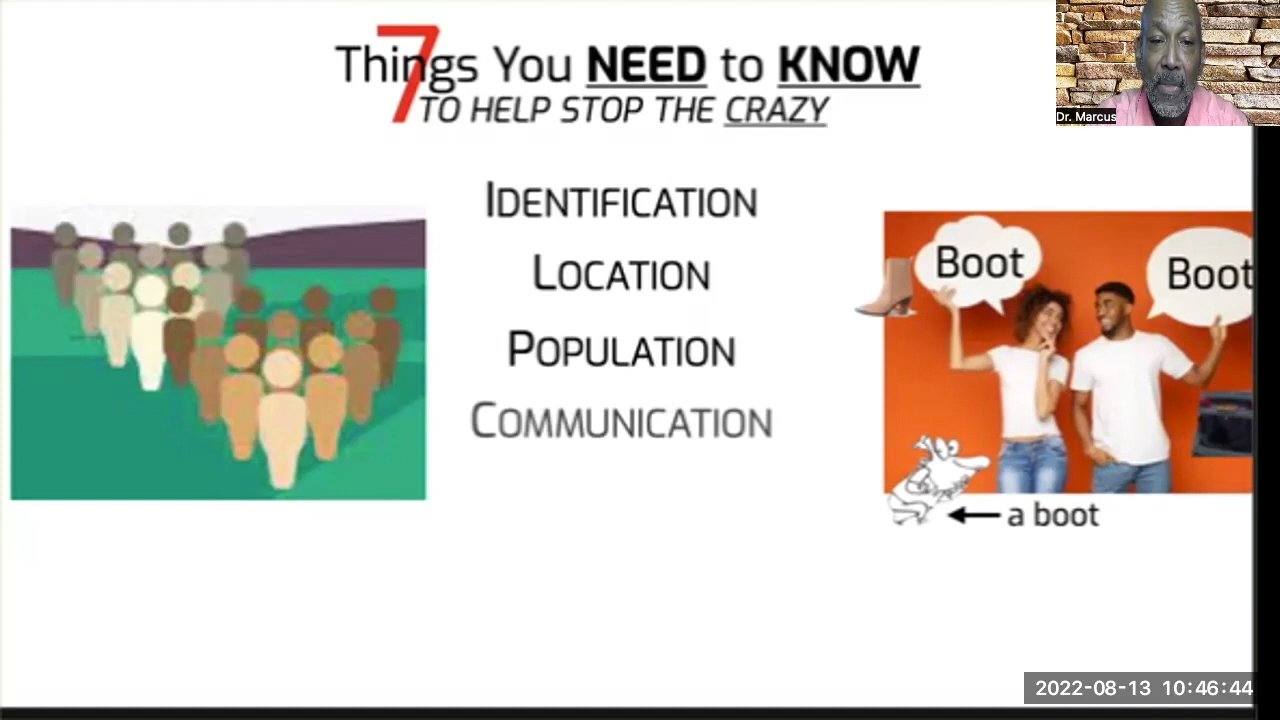 7
Things You NEED to KNOW
TO HELP STOP THE CRAZY
Dr. Marcus
IDENTIFICATION
LOCATION
POPULATION
COMMUNICATION
Boot
Boot
a boot
2022-08-13 10:46:44